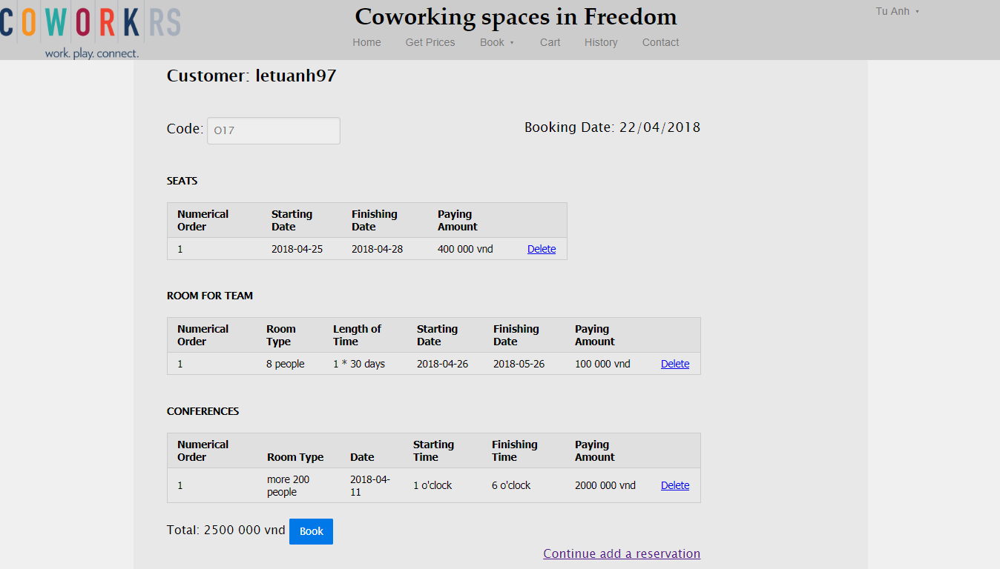 COWORKRS
work. play. connect.
Coworking spaces in Freedom
Tu Anh
Home Get Prices Book Cart History Contact
Customer: letuanh97
Code: O17
Booking Date: 22/04/2018
SEATS
Numerical Order Starting Date Finishing Date Paying Amount
1 2018-04-25 2018-04-28 400 000 vnd Delete
ROOM FOR TEAM
Numerical Order Room Type Length of Time Starting Date Finishing Date Paying Amount
1 8 people 1 * 30 days 2018-04-26 2018-05-26 100 000 vnd Delete
CONFERENCES
Numerical Order Room Type Date Starting Time Finishing Time Paying Amount
1 more 200 people 2018-04-11 1 o'clock 6 o'clock 2000 000 vnd Delete
Total: 2500 000 vnd Book
Continue add a reservation